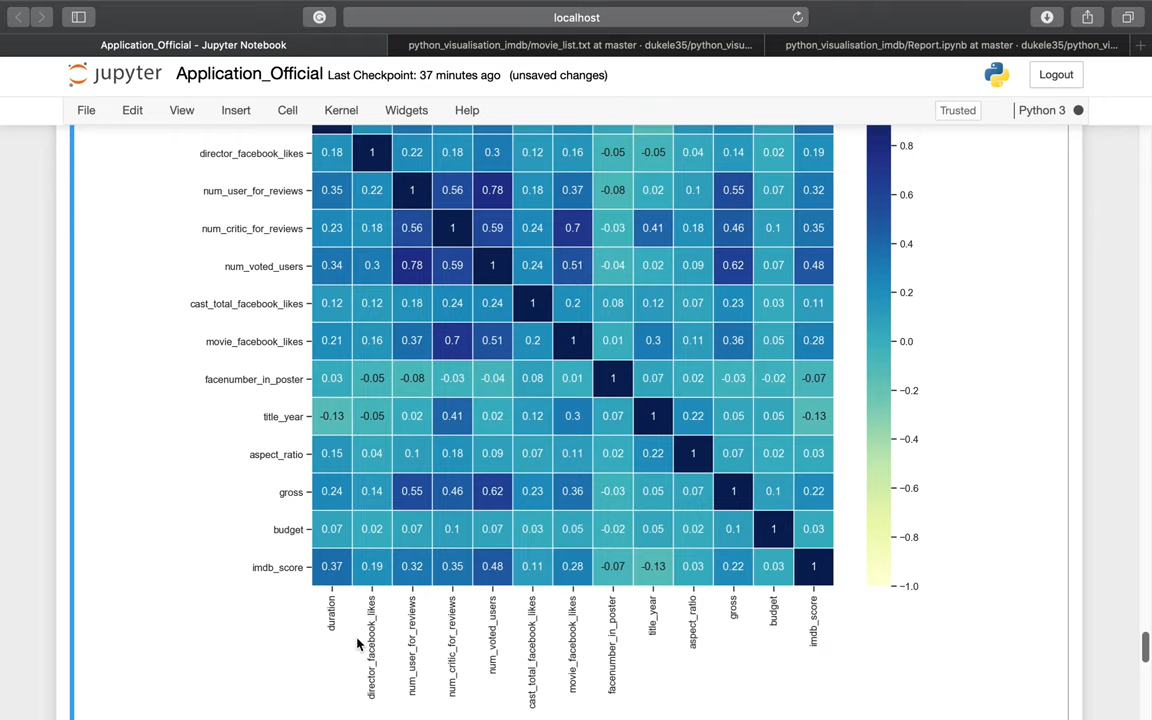 localhost
Application_Official - Jupyter Notebook python_visualisation_imdb/movie_list.txt at master · dukele35/python_visu... python_visualisation_imdb/Report.ipynb at master · dukele35/python_vi...
jupyter Application_Official Last Checkpoint: 37 minutes ago (unsaved changes) Logout
File Edit View Insert Cell Kernel Widgets Help Trusted Python 3
director_facebook_likes 0.18 1 0.22 0.18 0.3 0.12 0.16 -0.05 -0.05 0.04 0.14 0.02 0.19 0.8
num_user_for_reviews 0.35 0.22 1 0.56 0.78 0.18 0.37 -0.08 0.02 0.1 0.55 0.07 0.32 0.6
num_critic_for_reviews 0.23 0.18 0.56 1 0.59 0.24 0.7 -0.03 0.41 0.18 0.46 0.1 0.35 0.4
num_voted_users 0.34 0.3 0.78 0.59 1 0.24 0.51 -0.04 0.02 0.09 0.62 0.07 0.48
cast_total_facebook_likes 0.12 0.12 0.18 0.24 0.24 1 0.2 0.08 0.12 0.07 0.23 0.03 0.11 0.2
movie_facebook_likes 0.21 0.16 0.37 0.7 0.51 0.2 1 0.01 0.3 0.11 0.36 0.05 0.28 0.0
facenumber_in_poster 0.03 -0.05 -0.08 -0.03 -0.04 0.08 0.01 1 0.07 0.02 -0.03 -0.02 -0.07 −0.2
title_year -0.13 -0.05 0.02 0.41 0.02 0.12 0.3 0.07 1 0.22 0.05 0.05 -0.13
aspect_ratio 0.15 0.04 0.1 0.18 0.09 0.07 0.11 0.02 0.22 1 0.07 0.02 0.03 −0.4
gross 0.24 0.14 0.55 0.46 0.62 0.23 0.36 -0.03 0.05 0.07 1 0.1 0.22 −0.6
budget 0.07 0.02 0.07 0.1 0.07 0.03 0.05 -0.02 0.05 0.02 0.1 1 0.03 −0.8
imdb_score 0.37 0.19 0.32 0.35 0.48 0.11 0.28 -0.07 -0.13 0.03 0.22 0.03 1 −1.0
duration
director_facebook_likes
num_user_for_reviews
num_critic_for_reviews
num_voted_users
cast_total_facebook_likes
movie_facebook_likes
facenumber_in_poster
title_year
aspect_ratio
gross
budget
imdb_score